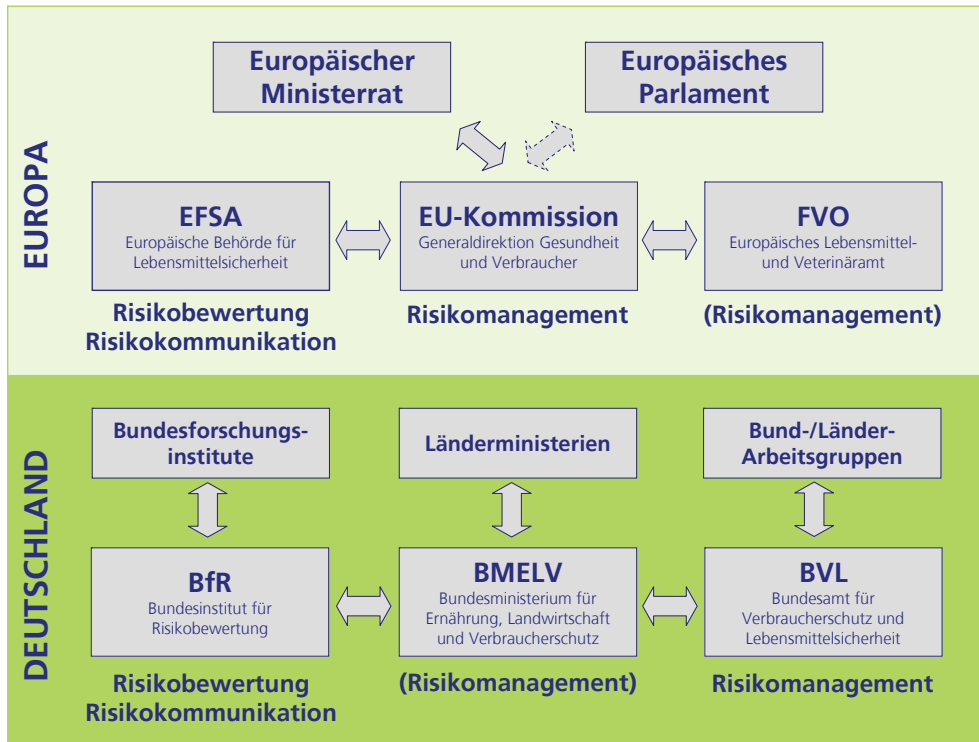 EUROPA
Europäischer
Ministerrat
Europäisches
Parlament
EFSA
Europäische Behörde für
Lebensmittelsicherheit
EU-Kommission
Generaldirektion Gesundheit
und Verbraucher
FVO
Europäisches Lebensmittel-
und Veterinäramt
Risikobewertung
Risikokommunikation
Risikomanagement
(Risikomanagement)
DEUTSCHLAND
Bundesforschungs-
institute
Länderministerien
Bund-/Länder-
Arbeitsgruppen
BfR
Bundesinstitut für
Risikobewertung
BMELV
Bundesministerium für
Ernährung, Landwirtschaft
und Verbraucherschutz
BVL
Bundesamt für
Verbraucherschutz und
Lebensmittelsicherheit
Risikobewertung
Risikokommunikation
(Risikomanagement)
Risikomanagement